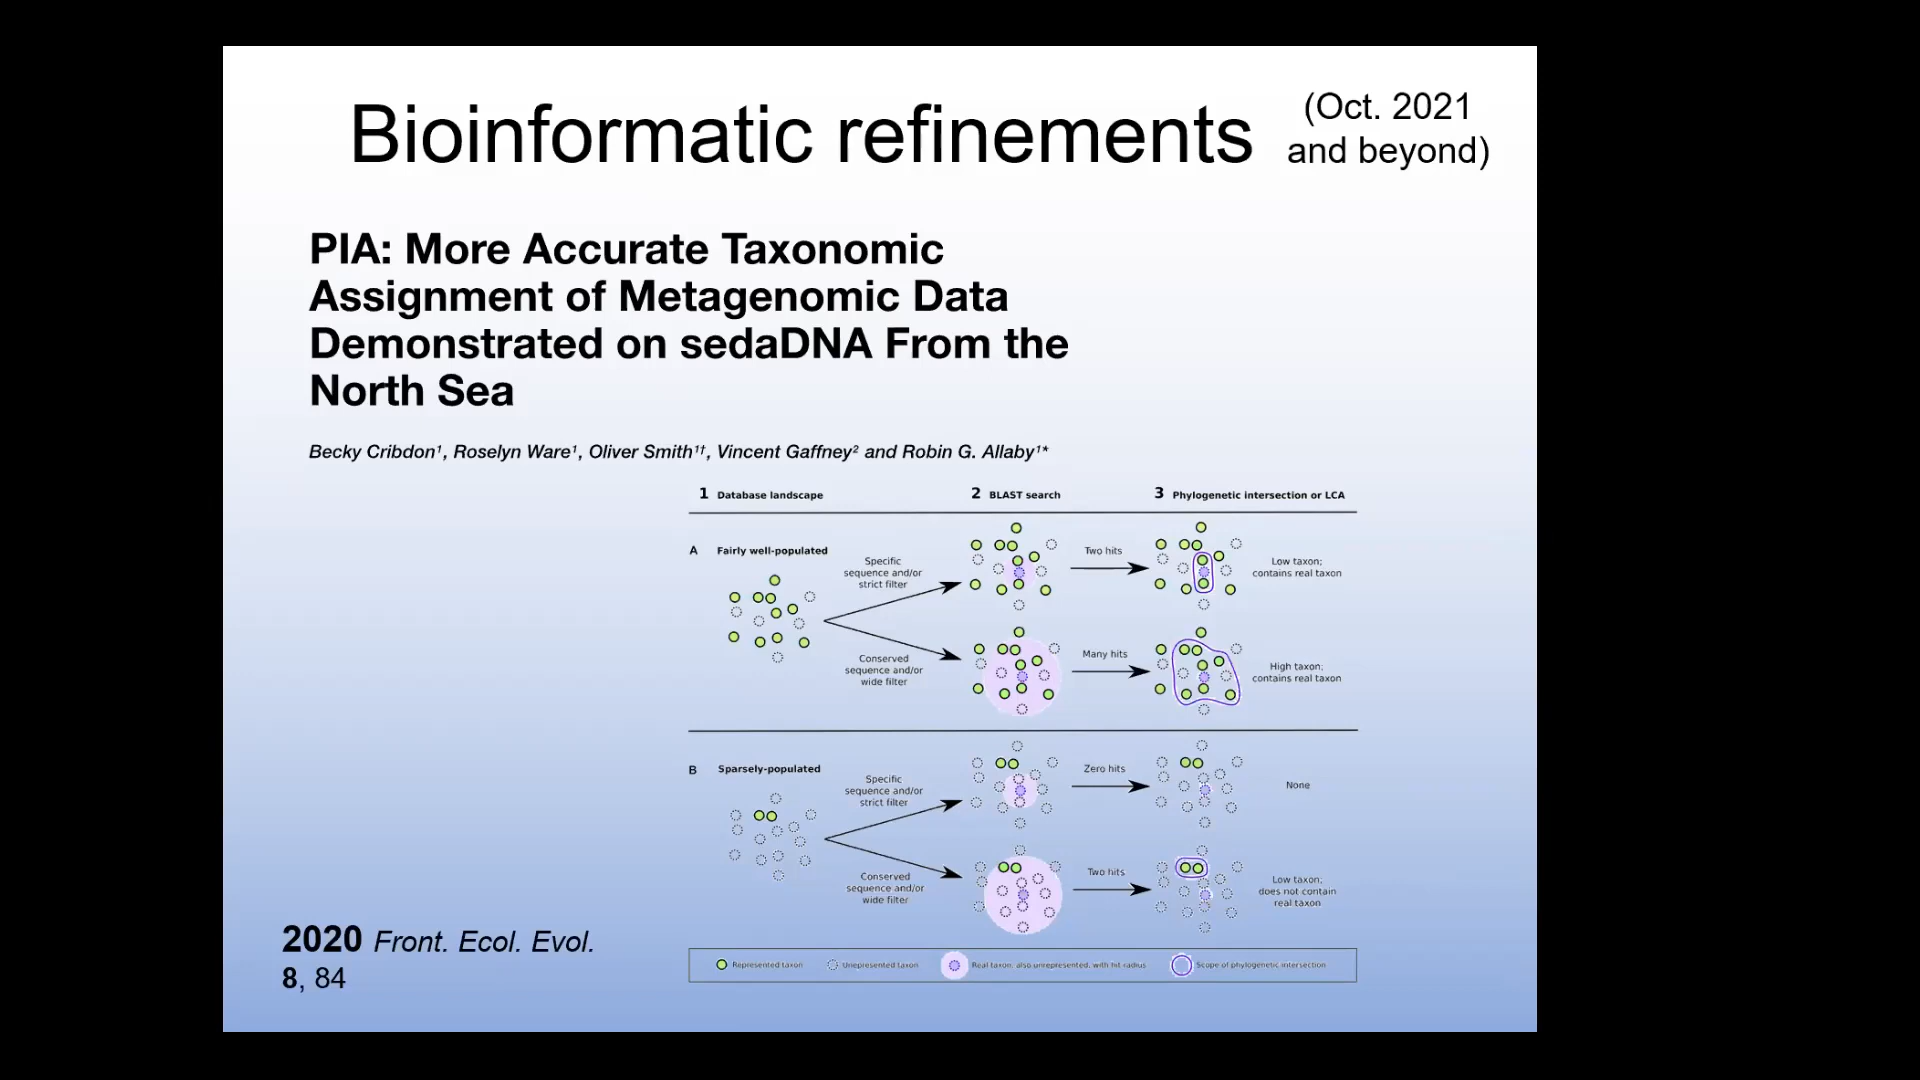 Bioinformatic refinements
(Oct. 2021
and beyond)
PIA: More Accurate Taxonomic
Assignment of Metagenomic Data
Demonstrated on sedaDNA From the
North Sea
Becky Cribdon¹, Roselyn Ware¹, Oliver Smith¹†, Vincent Gaffney² and Robin G. Allaby¹*
1 Database landscape
2 BLAST search
3 Phylogenetic intersection or LCA
A Fairly well-populated
Specific
sequence and/or
strict filter
Two hits
Low taxon;
contains real taxon
Conserved
sequence and/or
wide filter
Many hits
High taxon;
contains real taxon
B Sparsely-populated
Specific
sequence and/or
strict filter
Zero hits
None
Conserved
sequence and/or
wide filter
Two hits
Low taxon;
does not contain
real taxon
Represented taxon
Unrepresented taxon
Real taxon; also unrepresented, with hit radius
Scope of phylogenetic intersection
2020 Front. Ecol. Evol.
8, 84